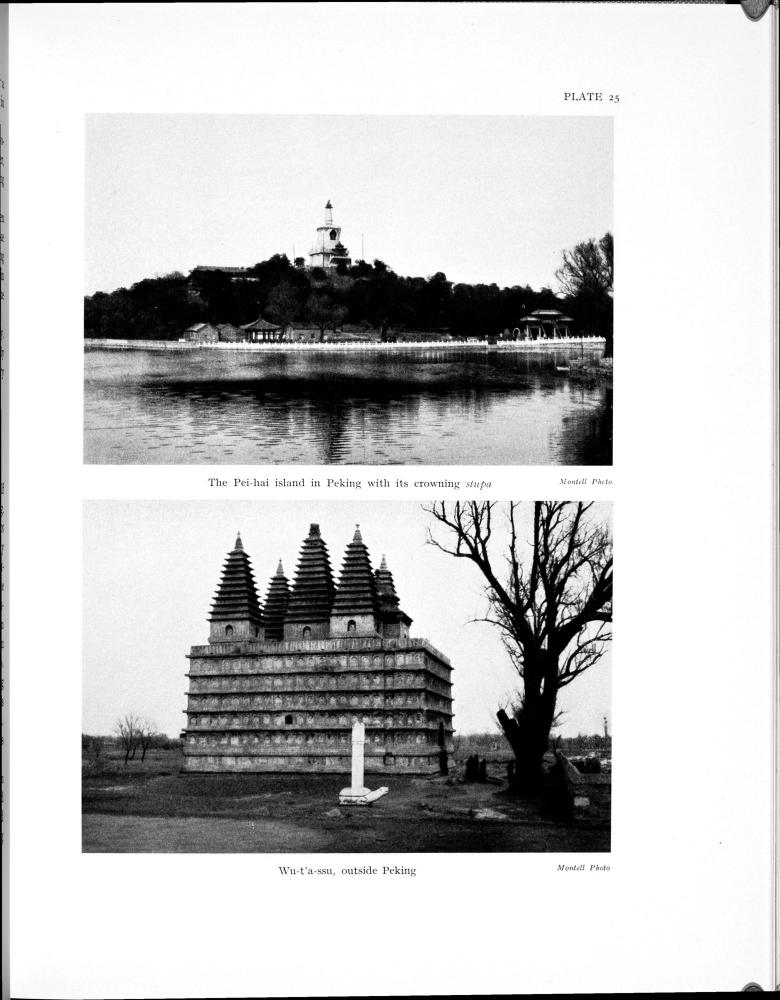 PLATE 25
The Pei-hai island in Peking with its crowning stupa
Montell Photo
Wu-t'a-ssu, outside Peking
Montell Photo